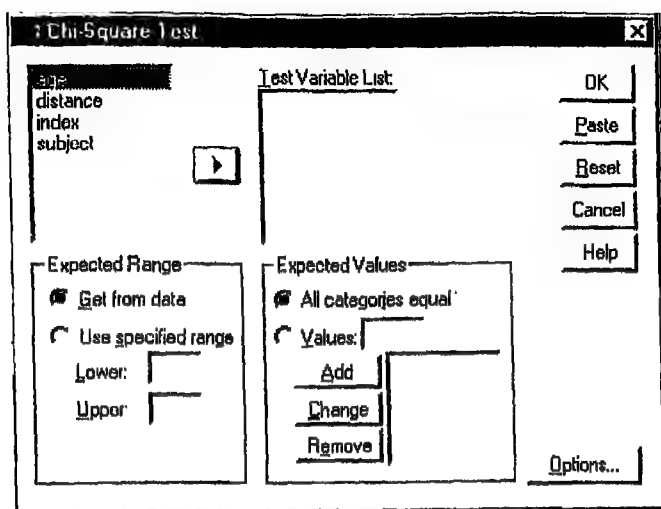 Chi-Square Test
age
distance
index
subject
Test Variable List:
OK
Paste
Reset
Cancel
Help
Expected Range
Get from data
Use specified range
Lower:
Uppor
Expected Values
All categories equal
Values:
Add
Change
Remove
Options...